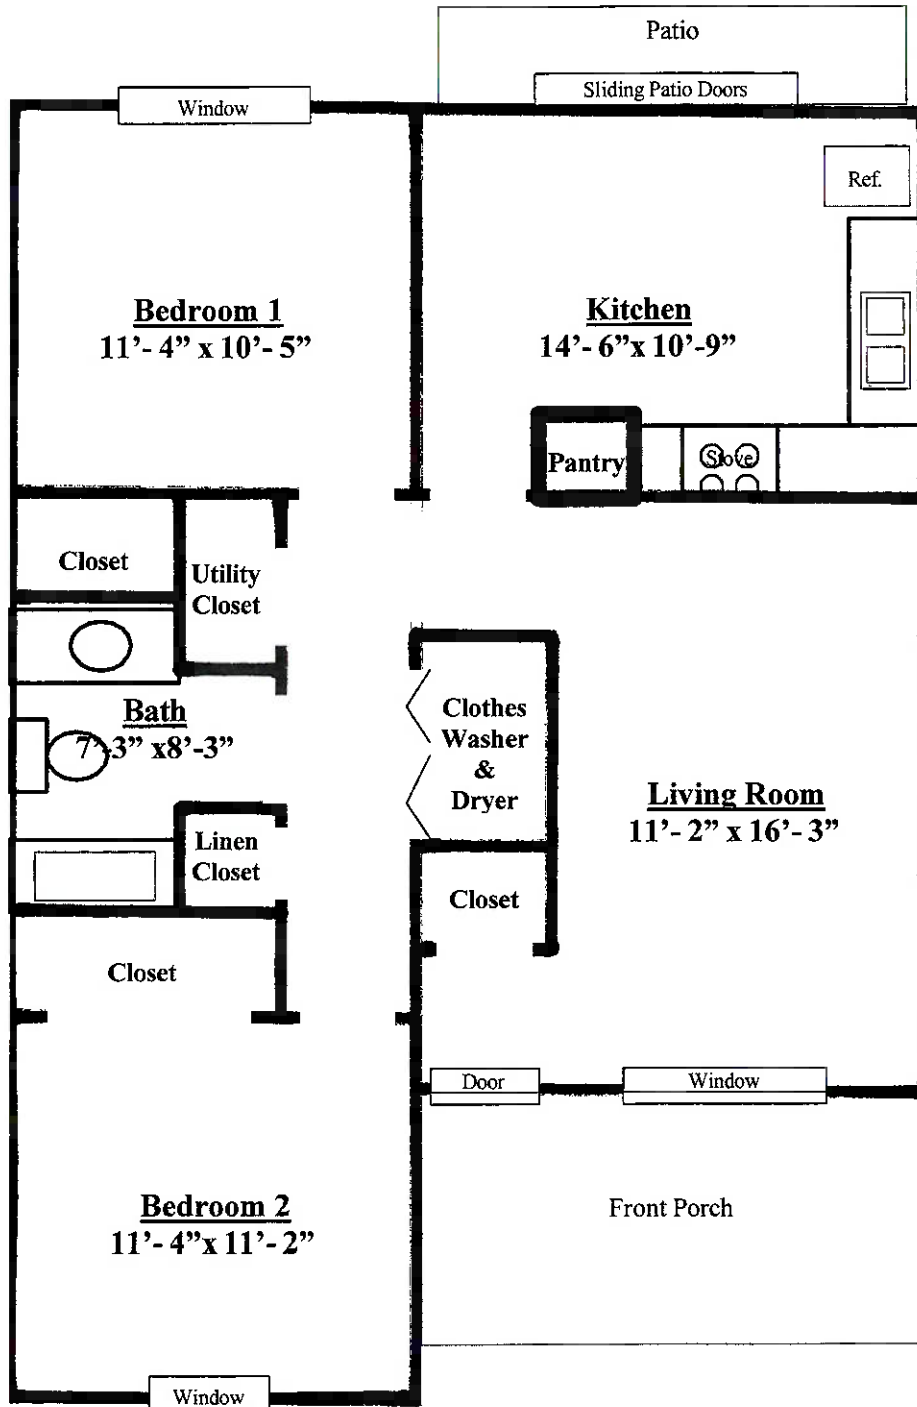 Patio
Sliding Patio Doors
Window
Ref.
Bedroom 1
11’- 4” x 10’- 5”
Kitchen
14’- 6”x 10’-9”
Pantry
Stove
Closet
Utility
Closet
Bath
7’-3” x8’-3”
Clothes
Washer
&
Dryer
Living Room
11’- 2” x 16’- 3”
Linen
Closet
Closet
Closet
Door
Window
Bedroom 2
11’- 4”x 11’- 2”
Front Porch
Window